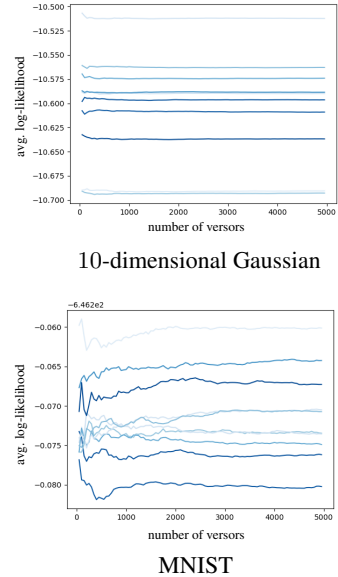 −10.500
−10.525
−10.550
−10.575
−10.600
−10.625
−10.650
−10.675
−10.700
avg. log-likelihood
0 1000 2000 3000 4000 5000
number of versors
10-dimensional Gaussian
−6.462e2
−0.060
−0.065
−0.070
−0.075
−0.080
avg. log-likelihood
0 1000 2000 3000 4000 5000
number of versors
MNIST